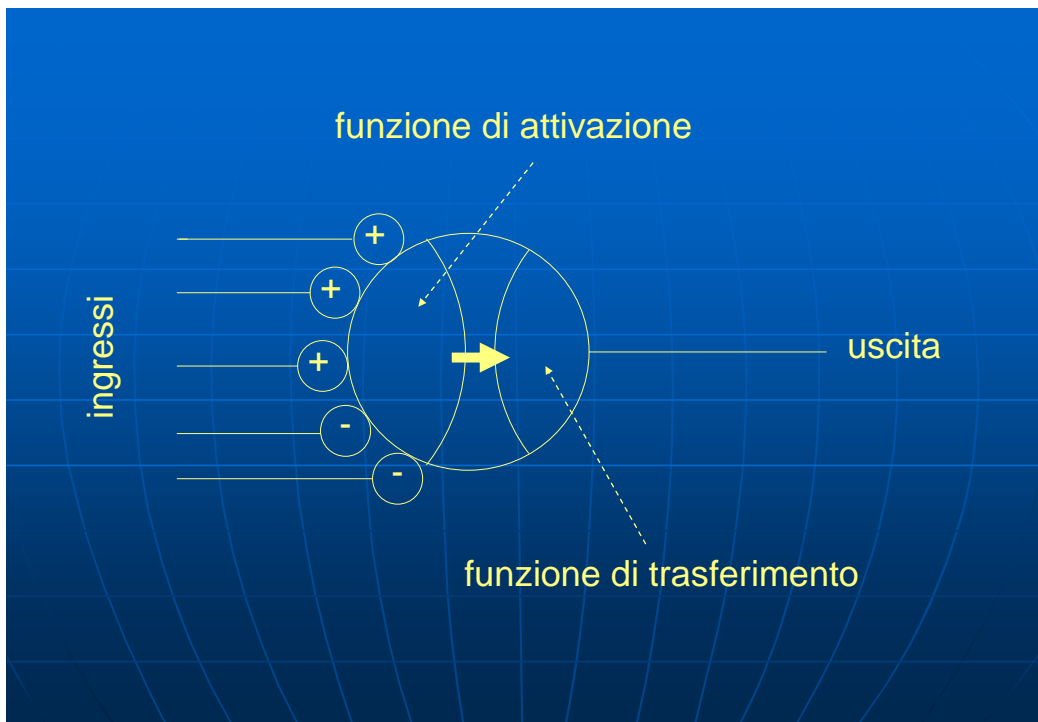 funzione di attivazione
+
+
+
-
-
ingressi
uscita
funzione di trasferimento